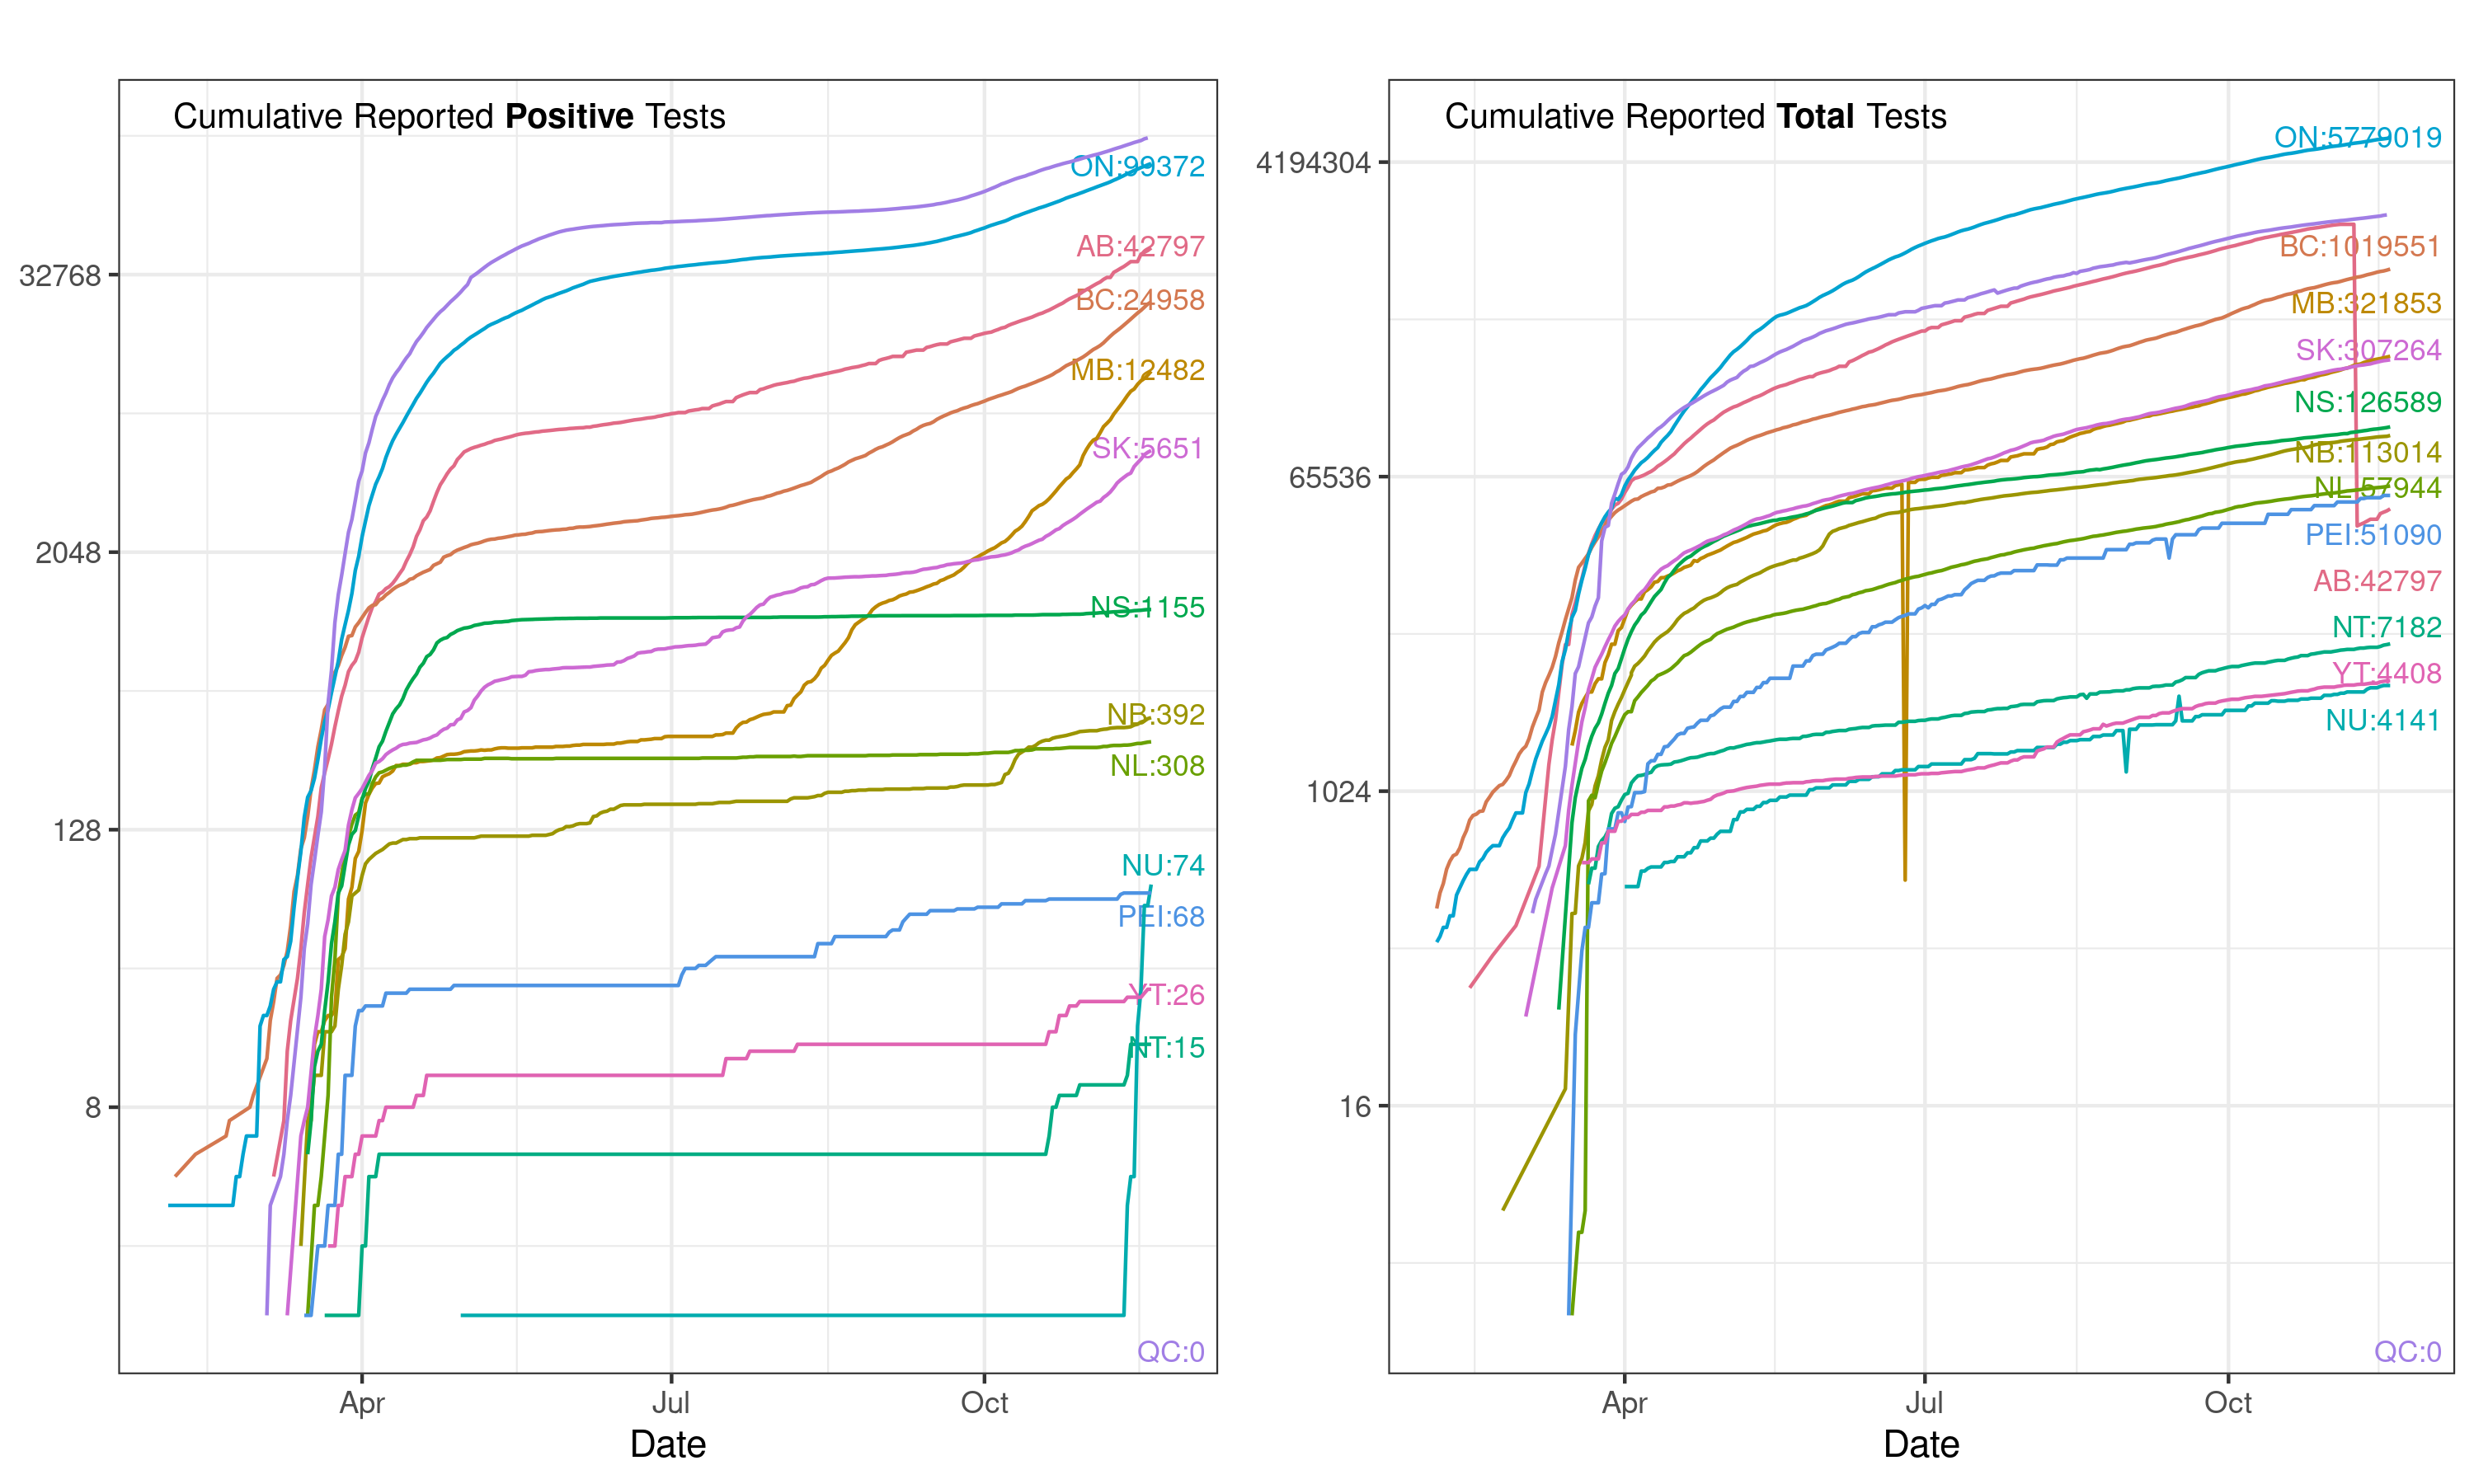 Cumulative Reported Positive Tests
ON:99372
AB:42797
32768
BC:24958
MB:12482
SK:5651
2048
NS:1155
NB:392
NL:308
128
NU:74
PEI:68
YT:26
NT:15
8
QC:0
Apr Jul Oct
Date
Cumulative Reported Total Tests
ON:5779019
4194304
BC:1019551
MB:321853
SK:307264
NS:126589
NB:113014
65536
NL:57944
PEI:51090
AB:42797
NT:7182
YT:4408
NU:4141
1024
16
QC:0
Apr Jul Oct
Date